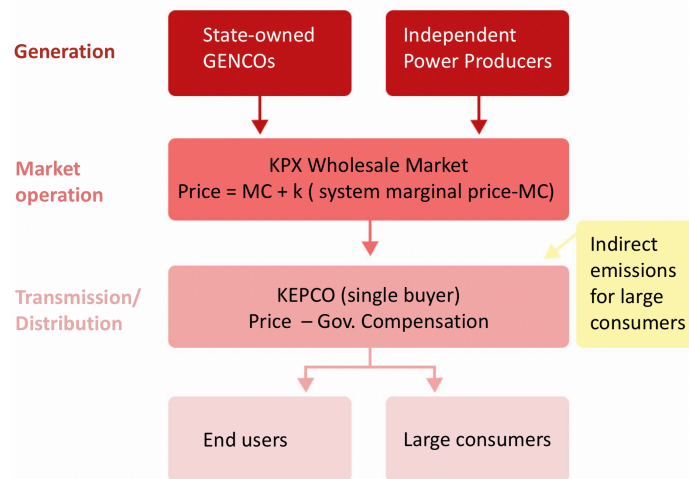 Generation
State-owned
GENCOs
Independent
Power Producers
Market
operation
KPX Wholesale Market
Price = MC + k ( system marginal price-MC)
Indirect
emissions
for large
consumers
Transmission/
Distribution
KEPCO (single buyer)
Price – Gov. Compensation
End users
Large consumers